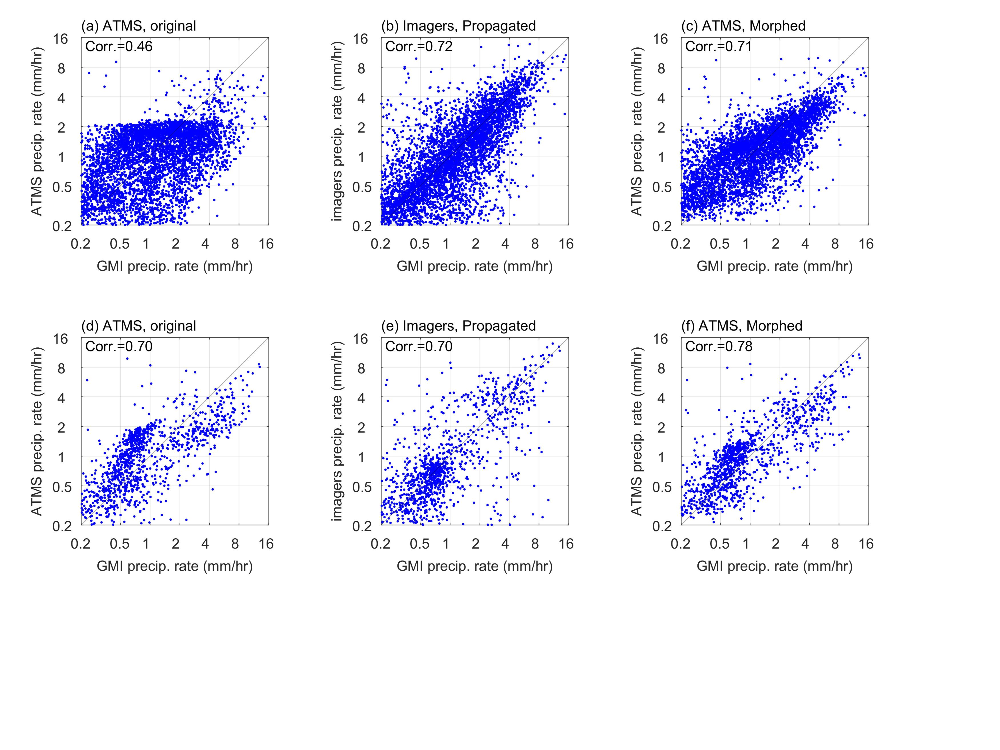 (a) ATMS, original
Corr.=0.46
ATMS precip. rate (mm/hr)
16
8
4
2
1
0.5
0.2
0.2 0.5 1 2 4 8 16
GMI precip. rate (mm/hr)
(b) Imagers, Propagated
Corr.=0.72
imagers precip. rate (mm/hr)
16
8
4
2
1
0.5
0.2
0.2 0.5 1 2 4 8 16
GMI precip. rate (mm/hr)
(c) ATMS, Morphed
Corr.=0.71
ATMS precip. rate (mm/hr)
16
8
4
2
1
0.5
0.2
0.2 0.5 1 2 4 8 16
GMI precip. rate (mm/hr)
(d) ATMS, original
Corr.=0.70
ATMS precip. rate (mm/hr)
16
8
4
2
1
0.5
0.2
0.2 0.5 1 2 4 8 16
GMI precip. rate (mm/hr)
(e) Imagers, Propagated
Corr.=0.70
imagers precip. rate (mm/hr)
16
8
4
2
1
0.5
0.2
0.2 0.5 1 2 4 8 16
GMI precip. rate (mm/hr)
(f) ATMS, Morphed
Corr.=0.78
ATMS precip. rate (mm/hr)
16
8
4
2
1
0.5
0.2
0.2 0.5 1 2 4 8 16
GMI precip. rate (mm/hr)